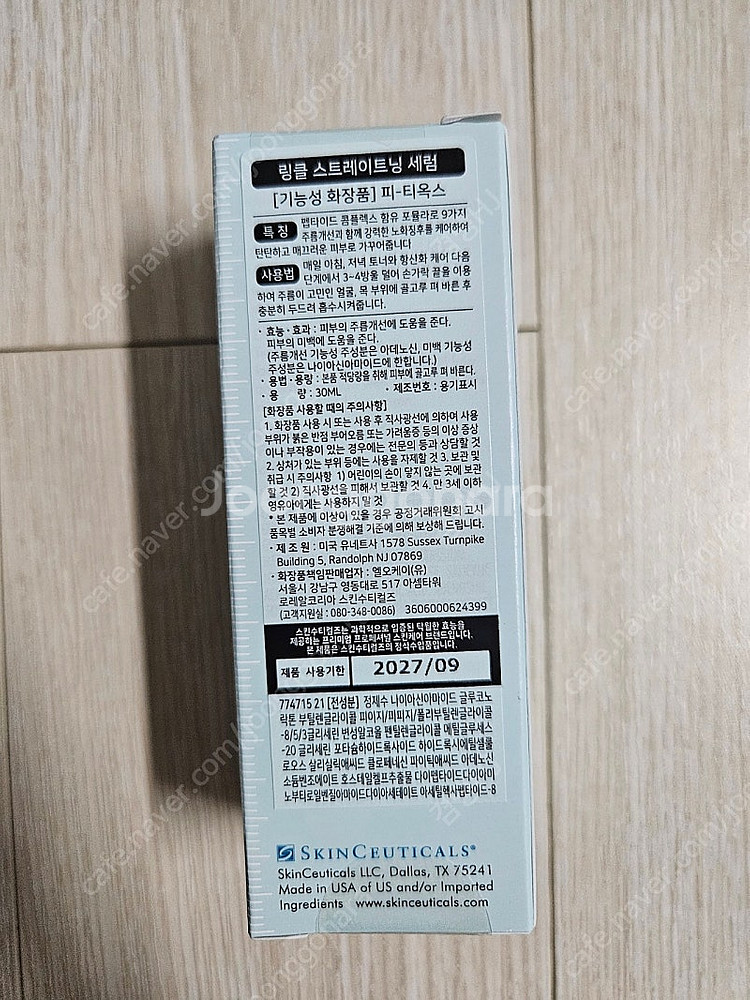 링클 스트레이트닝 세럼
[기능성 화장품] 피-티옥스
특 징
펩타이드 콤플렉스 함유 포뮬라로 9가지
주름개선과 함께 강력한 노화징후를 케어하여
탄탄하고 매끄러운 피부로 가꾸어줍니다
사용법
매일 아침, 저녁 토너와 항산화 케어 다음
단계에서 3~4방울 덜어 손가락 끝을 이용
하여 주름이 고민인 얼굴, 목 부위에 골고루 펴 바른 후
충분히 두드려 흡수시켜줍니다.
· 효능 · 효과 : 피부의 주름개선에 도움을 준다.
피부의 미백에 도움을 준다.
(주름개선 기능성 주성분은 아데노신, 미백 기능성
주성분은 나이아신아마이드에 한합니다.)
· 용법 · 용량 : 본품 적당량을 취해 피부에 골고루 펴 바른다.
· 용 량 : 30ML · 제조번호 : 용기표시
[화장품 사용할 때의 주의사항]
1. 화장품 사용 시 또는 사용 후 직사광선에 의하여 사용
부위가 붉은 반점 부어오름 또는 가려움증 등의 이상 증상
이나 부작용이 있는 경우에는 전문의 등과 상담할 것
2. 상처가 있는 부위 등에는 사용을 자제할 것 3. 보관 및
취급 시 주의사항 1) 어린이의 손이 닿지 않는 곳에 보관
할 것 2) 직사광선을 피해서 보관할 것 4. 만 3세 이하
영유아에게는 사용하지 말 것
* 본 제품에 이상이 있을 경우 공정거래위원회 고시
품목별 소비자 분쟁해결 기준에 의해 보상해 드립니다.
· 제 조 원 : 미국 유네트사 1578 Sussex Turnpike
Building 5, Randolph NJ 07869
· 화장품책임판매업자 : 엘오케이(유)
서울시 강남구 영동대로 517 아셈타워
로레알코리아 스킨수티컬즈
(고객지원실 : 080-348-0086) 3606000624399
스킨수티컬즈는 과학적으로 입증된 탁월한 효능을
제공하는 프리미엄 프로페셔널 스킨케어 브랜드입니다.
본 제품은 스킨수티컬즈의 정식수입품입니다.
제품 사용기한 2027/09
774715 21 [전성분] 정제수 나이아신아마이드 글루코노
락톤 부틸렌글라이콜 피이지/피피지/폴리부틸렌글라이콜
-8/5/3글리세린 변성알코올 펜틸렌글라이콜 메틸글루세스
-20 글리세린 포타슘하이드록사이드 하이드록시에틸셀룰
로오스 살리실릭애씨드 클로페네신 피이틱애씨드 아데노신
소듐벤조에이트 호스테일켈프추출물 다이펩타이드다이아미
노부티로일벤질아마이드다이아세테이트 아세틸헥사펩타이드-8
SKINCEUTICALS®
SkinCeuticals LLC, Dallas, TX 75241
Made in USA of US and/or Imported
Ingredients www.skinceuticals.com
Joonggonara
cafe.naver.com/joonggonara